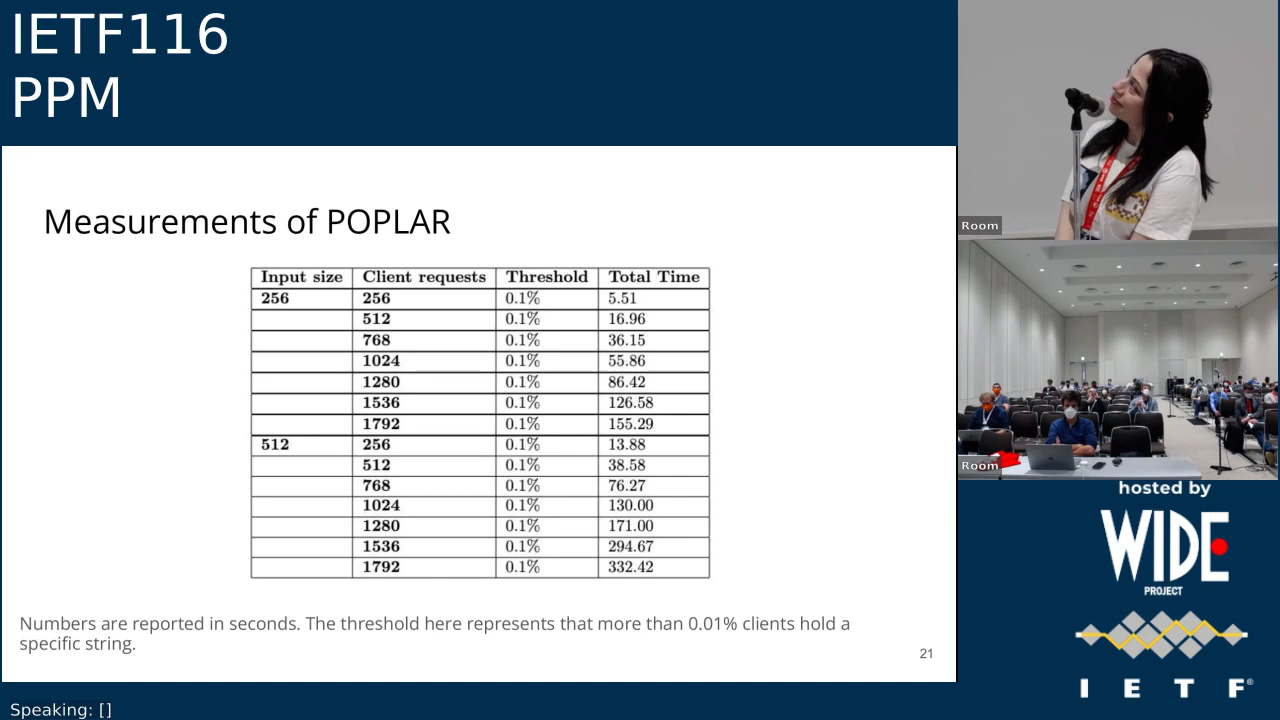 IETF116
PPM
Measurements of POPLAR
Input size Client requests Threshold Total Time
256 256 0.1% 5.51
512 0.1% 16.96
768 0.1% 36.15
1024 0.1% 55.86
1280 0.1% 86.42
1536 0.1% 126.58
1792 0.1% 155.29
512 256 0.1% 13.88
512 0.1% 38.58
768 0.1% 76.27
1024 0.1% 130.00
1280 0.1% 171.00
1536 0.1% 294.67
1792 0.1% 332.42
Numbers are reported in seconds. The threshold here represents that more than 0.01% clients hold a
specific string.
21
Speaking: []
Room
Room
hosted by
WIDE
PROJECT
I E T F®